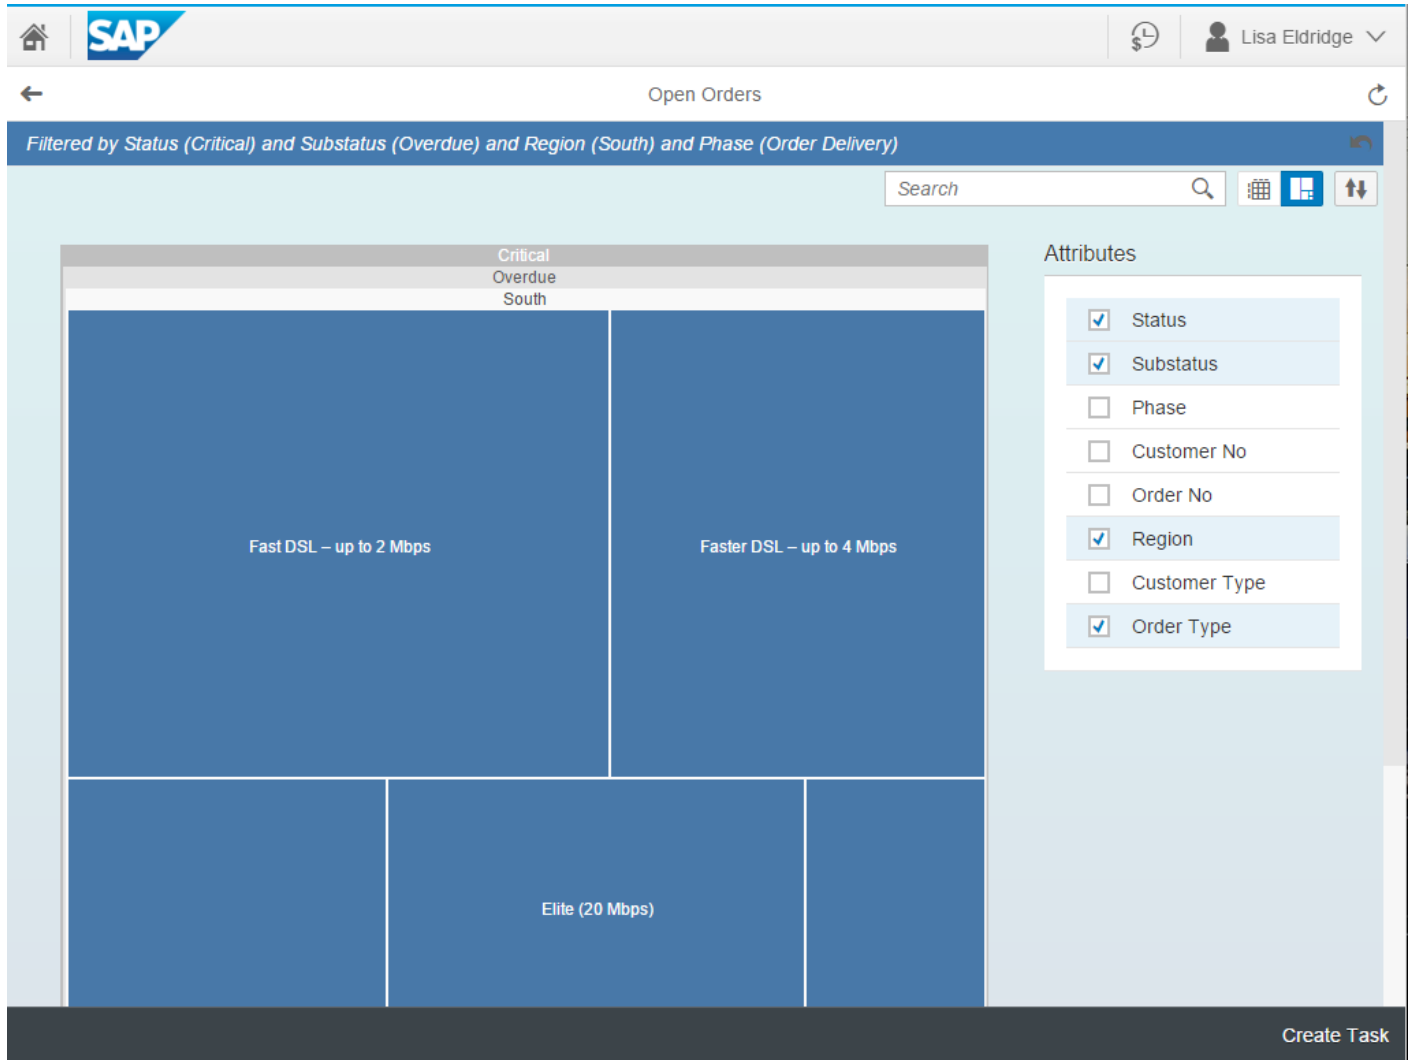 SAP
$
Lisa Eldridge
Open Orders
Filtered by Status (Critical) and Substatus (Overdue) and Region (South) and Phase (Order Delivery)
Search
Critical
Overdue
South
Fast DSL – up to 2 Mbps
Faster DSL – up to 4 Mbps
Elite (20 Mbps)
Attributes
Status
Substatus
Phase
Customer No
Order No
Region
Customer Type
Order Type
Create Task